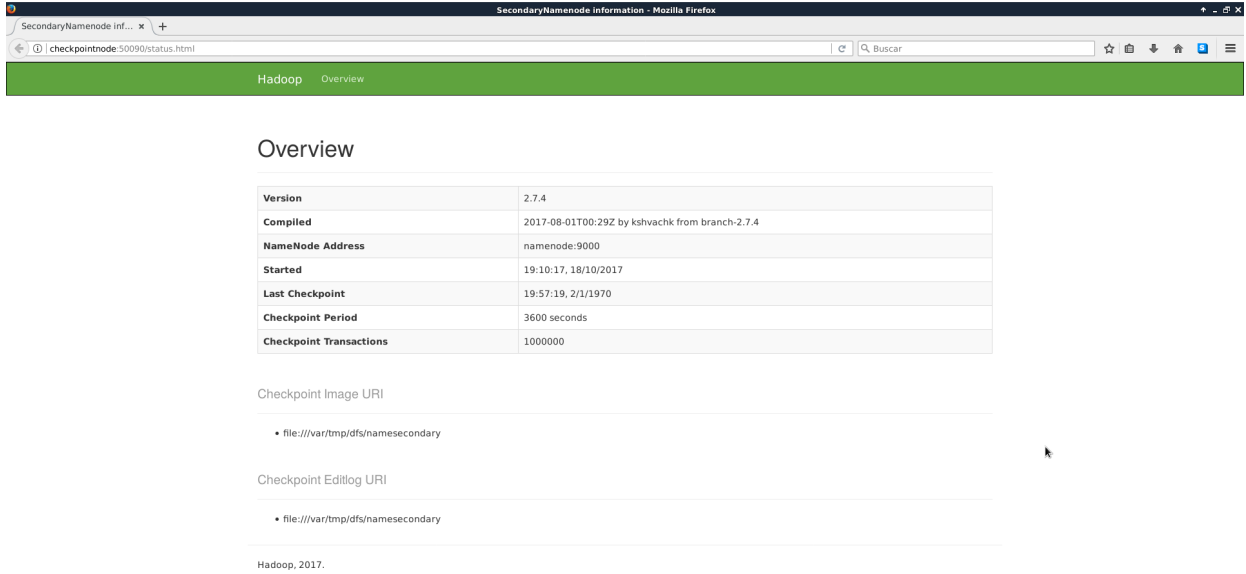 SecondaryNamenode information - Mozilla Firefox
SecondaryNamenode inf...
checkpointnode:50090/status.html
Buscar
S
Hadoop Overview
Overview
Version 2.7.4
Compiled 2017-08-01T00:29Z by kshvachk from branch-2.7.4
NameNode Address namenode:9000
Started 19:10:17, 18/10/2017
Last Checkpoint 19:57:19, 2/1/1970
Checkpoint Period 3600 seconds
Checkpoint Transactions 1000000
Checkpoint Image URI
• file:///var/tmp/dfs/namesecondary
Checkpoint Editlog URI
• file:///var/tmp/dfs/namesecondary
Hadoop, 2017.